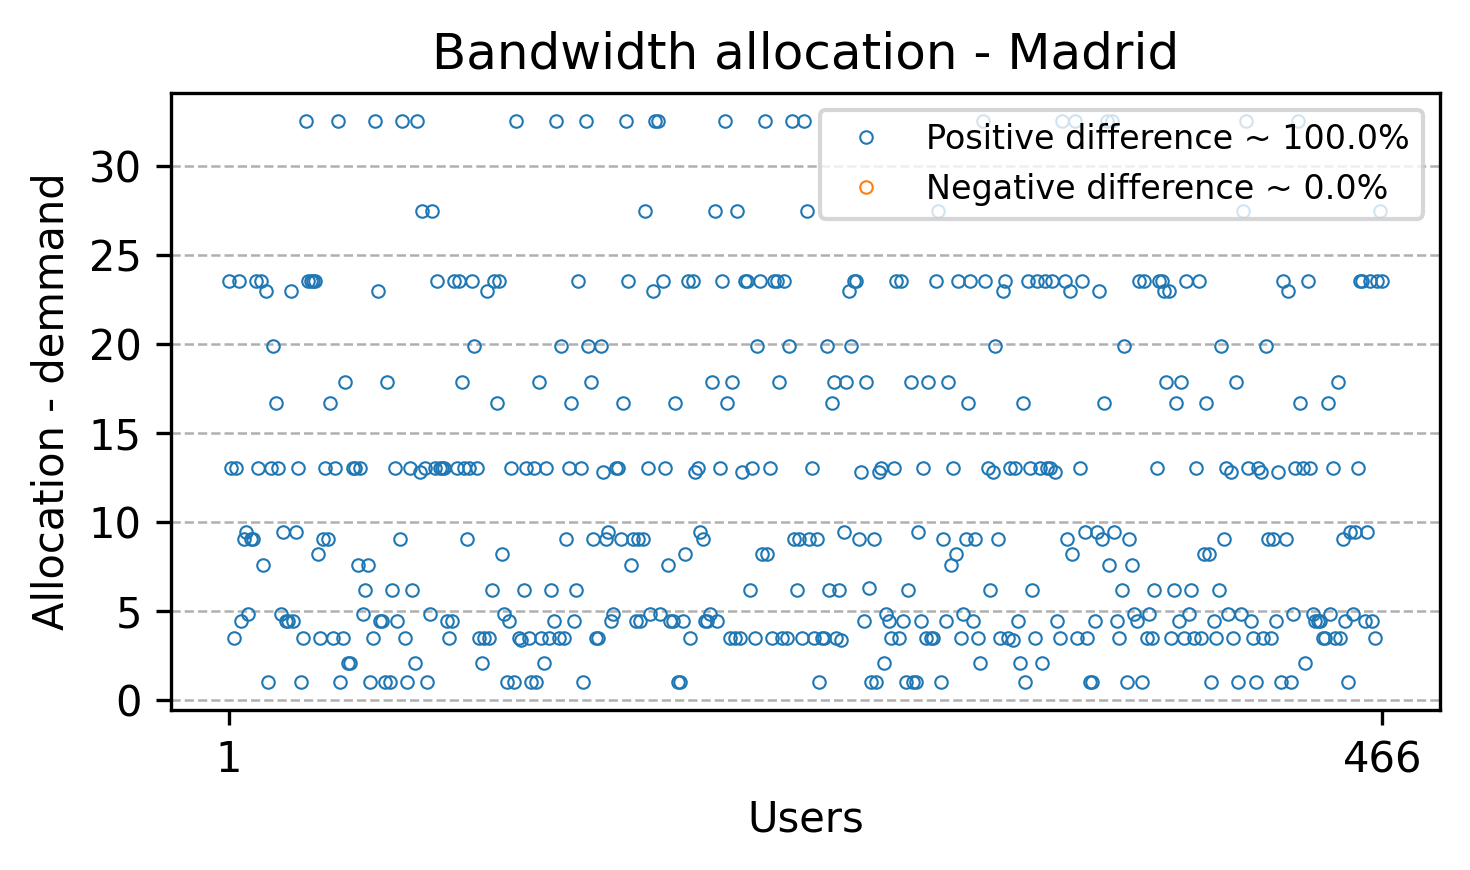 Bandwidth allocation - Madrid
Positive difference ~ 100.0%
Negative difference ~ 0.0%
Allocation - demmand
30
25
20
15
10
5
0
1
466
Users